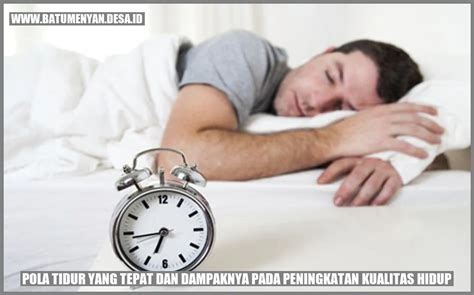 WWW.BATUMENYAN.DESA.ID
POLA TIDUR YANG TEPAT DAN DAMPAKNYA PADA PENINGKATAN KUALITAS HIDUP